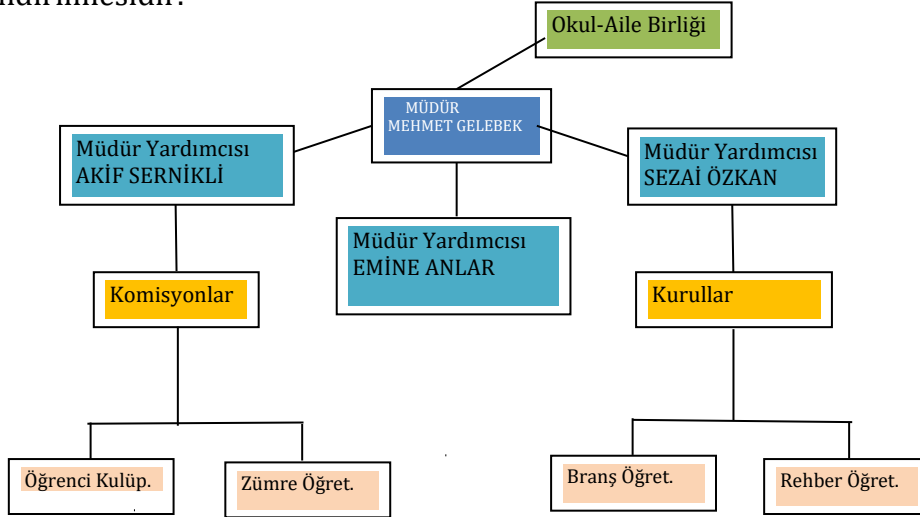 Okul-Aile Birliği
MÜDÜR
MEHMET GELEBEK
Müdür Yardımcısı
AKİF SERNİKLİ
Müdür Yardımcısı
SEZAİ ÖZKAN
Müdür Yardımcısı
EMİNE ANLAR
Komisyonlar
Kurullar
Öğrenci Kulüp.
Zümre Öğret.
Branş Öğret.
Rehber Öğret.